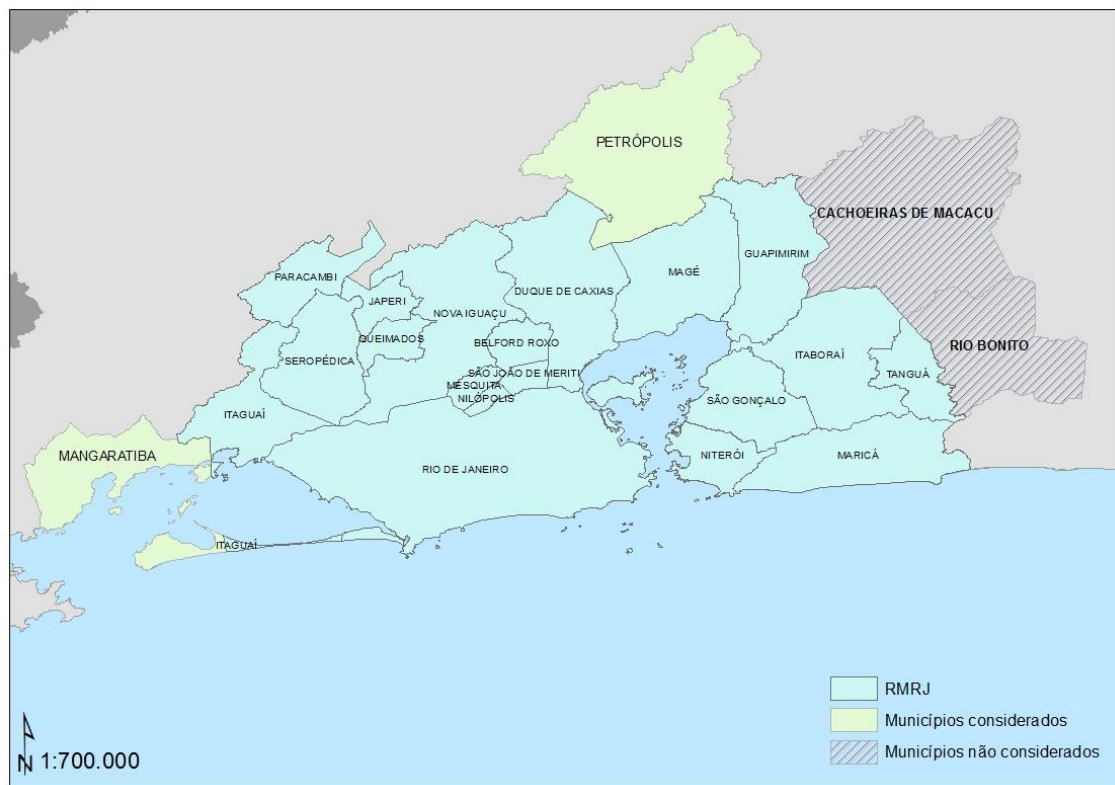 PETRÓPOLIS
CACHOEIRAS DE MACACU
GUAPIMIRIM
MAGÉ
PARACAMBI
DUQUE DE CAXIAS
JAPERI
NOVA IGUAÇU
QUEIMADOS
BELFORD ROXO
RIO BONITO
ITABORAÍ
SEROPÉDICA
SÃO JOÃO DE MERITI
TANGUÁ
MESQUITA
NILÓPOLIS
SÃO GONÇALO
ITAGUAÍ
MANGARATIBA
NITERÓI
MARICÁ
RIO DE JANEIRO
ITAGUAÍ
RMRJ
Municípios considerados
Municípios não considerados
N 1:700.000